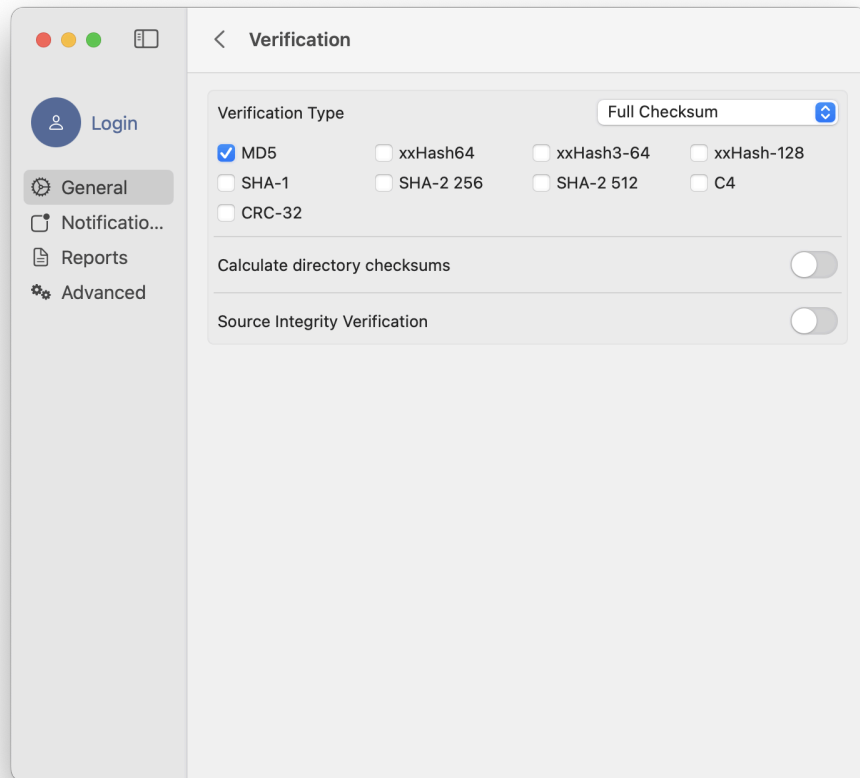 Verification
Login
General
Notificatio...
Reports
Advanced
Verification Type
Full Checksum
MD5 xxHash64 xxHash3-64 xxHash-128
SHA-1 SHA-2 256 SHA-2 512 C4
CRC-32
Calculate directory checksums
Source Integrity Verification